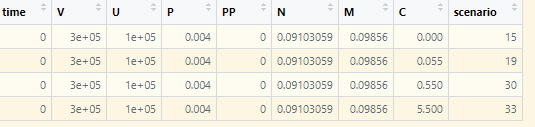 time V U P PP N M C scenario
0 3e+05 1e+05 0.004 0 0.09103059 0.09856 0.000 15
0 3e+05 1e+05 0.004 0 0.09103059 0.09856 0.055 19
0 3e+05 1e+05 0.004 0 0.09103059 0.09856 0.550 30
0 3e+05 1e+05 0.004 0 0.09103059 0.09856 5.500 33